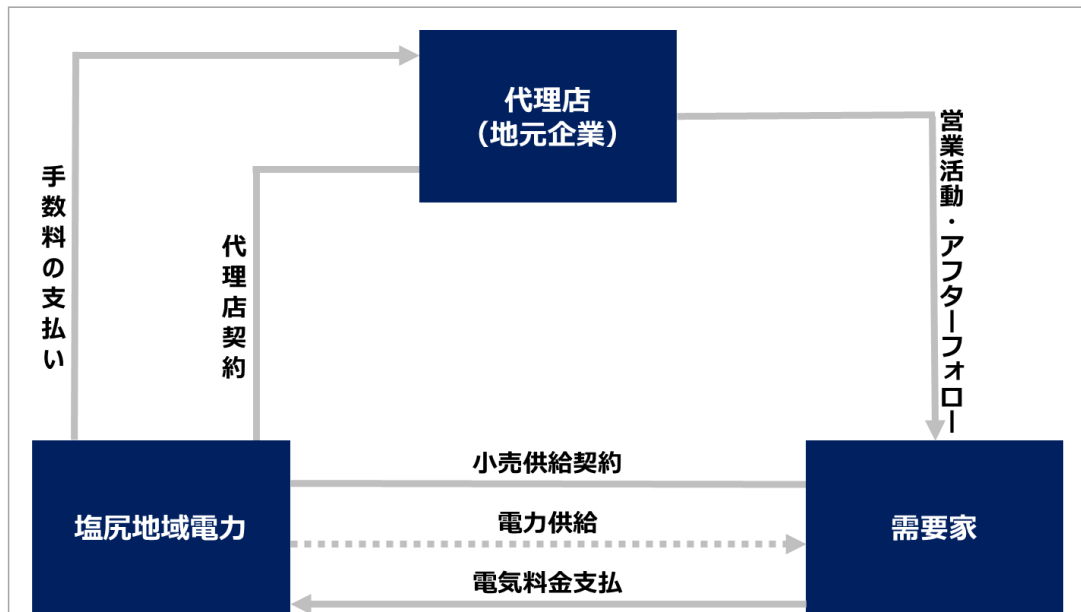 代理店
（地元企業）
手数料の支払い
代理店契約
営業活動・アフターフォロー
塩尻地域電力
小売供給契約
電力供給
電気料金支払
需要家